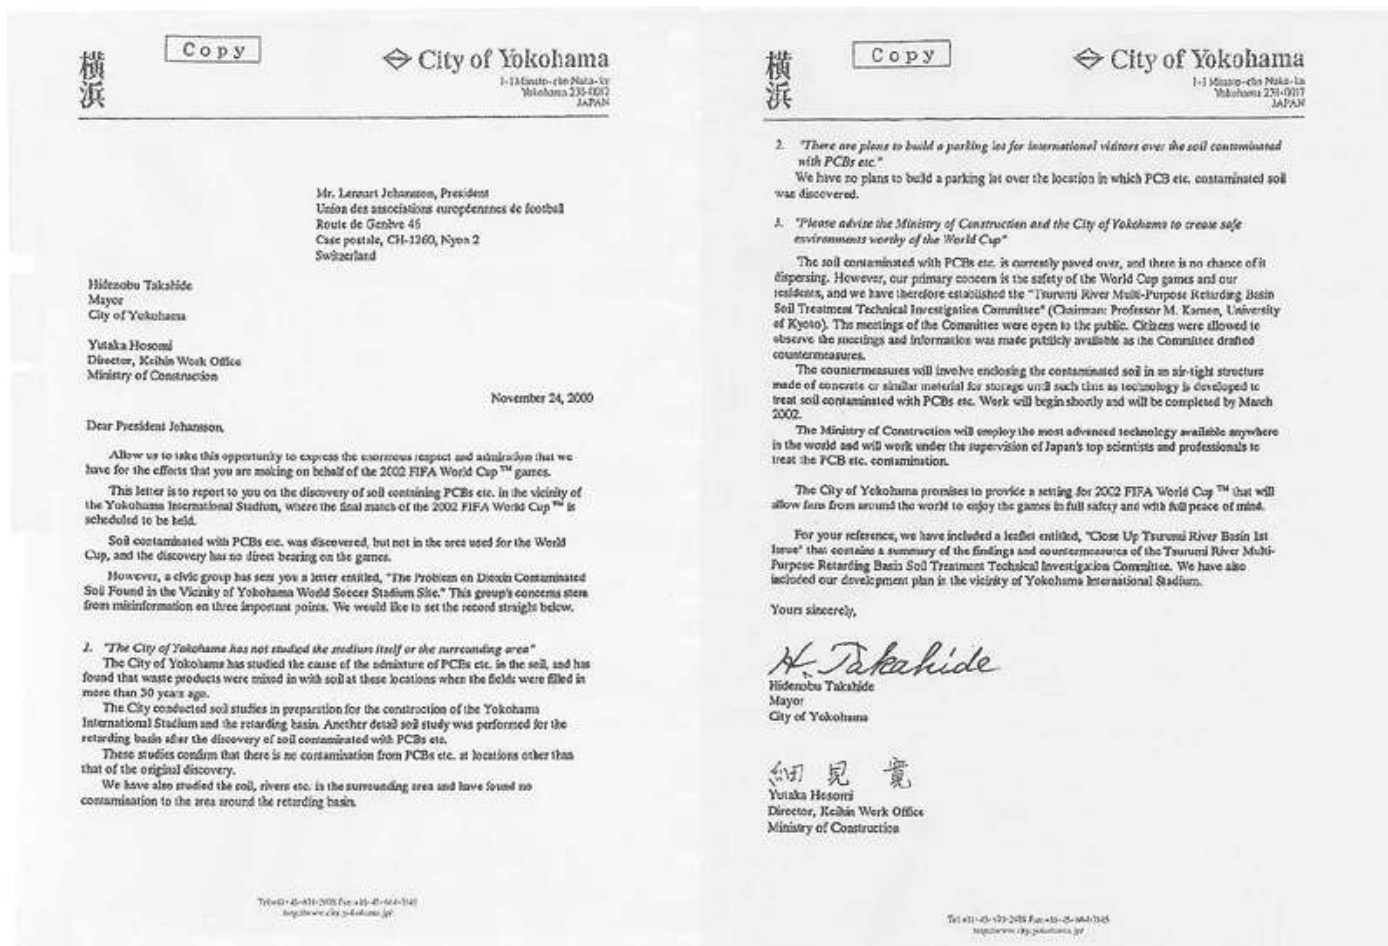 Copy
横浜
City of Yokohama
1-1 Minato-cho Naka-ku
Yokohama 231-0017
JAPAN
Mr. Lennart Johansson, President
Union des associations européennes de football
Route de Genève 46
Case postale, CH-1260, Nyon 2
Switzerland
Hidenobu Takahide
Mayor
City of Yokohama
Yutaka Hosomi
Director, Keihin Work Office
Ministry of Construction
November 24, 2000
Dear President Johansson,
Allow us to take this opportunity to express the enormous respect and admiration that we
have for the efforts that you are making on behalf of the 2002 FIFA World Cup ™ games.
This letter is to report to you on the discovery of soil containing PCBs etc. in the vicinity of
the Yokohama International Stadium, where the final match of the 2002 FIFA World Cup ™ is
scheduled to be held.
Soil contaminated with PCBs etc. was discovered, but not in the area used for the World
Cup, and the discovery has no direct bearing on the games.
However, a civic group has sent you a letter entitled, "The Problem on Dioxin Contaminated
Soil Found in the Vicinity of Yokohama World Soccer Stadium Site." This group's concerns stem
from misinformation on three important points. We would like to set the record straight below.
1. "The City of Yokohama has not studied the stadium itself or the surrounding area"
The City of Yokohama has studied the cause of the admixture of PCBs etc. in the soil, and has
found that waste products were mixed in with soil at these locations when the fields were filled in
more than 30 years ago.
The City conducted soil studies in preparation for the construction of the Yokohama
International Stadium and the retarding basin. Another detail soil study was performed for the
retarding basin after the discovery of soil contaminated with PCBs etc.
These studies confirm that there is no contamination from PCBs etc. at locations other than
that of the original discovery.
We have also studied the soil, rivers etc. in the surrounding area and have found no
contamination to the area around the retarding basin.
Copy
横浜
City of Yokohama
1-1 Minato-cho Naka-ku
Yokohama 231-0017
JAPAN
2. "There are plans to build a parking lot for international visitors over the soil contaminated
with PCBs etc."
We have no plans to build a parking lot over the location in which PCB etc. contaminated soil
was discovered.
3. "Please advise the Ministry of Construction and the City of Yokohama to create safe
environments worthy of the World Cup"
The soil contaminated with PCBs etc. is currently paved over, and there is no chance of it
dispersing. However, our primary concern is the safety of the World Cup games and our
residents, and we have therefore established the "Tsurumi River Multi-Purpose Retarding Basin
Soil Treatment Technical Investigation Committee" (Chairman: Professor M. Kamon, University
of Kyoto). The meetings of the Committee were open to the public. Citizens were allowed to
observe the meetings and information was made publicly available as the Committee drafted
countermeasures.
The countermeasures will involve enclosing the contaminated soil in an air-tight structure
made of concrete or similar material for storage until such time as technology is developed to
treat soil contaminated with PCBs etc. Work will begin shortly and will be completed by March
2002.
The Ministry of Construction will employ the most advanced technology available anywhere
in the world and will work under the supervision of Japan's top scientists and professionals to
treat the PCB etc. contamination.
The City of Yokohama promises to provide a setting for 2002 FIFA World Cup ™ that will
allow fans from around the world to enjoy the games in full safety and with full peace of mind.
For your reference, we have included a leaflet entitled, "Close Up Tsurumi River Basin 1st
Issue" that contains a summary of the findings and countermeasures of the Tsurumi River Multi-
Purpose Retarding Basin Soil Treatment Technical Investigation Committee. We have also
included our development plan in the vicinity of Yokohama International Stadium.
Yours sincerely,
H. Takahide
Hidenobu Takahide
Mayor
City of Yokohama
細見 寛
Yutaka Hosomi
Director, Keihin Work Office
Ministry of Construction